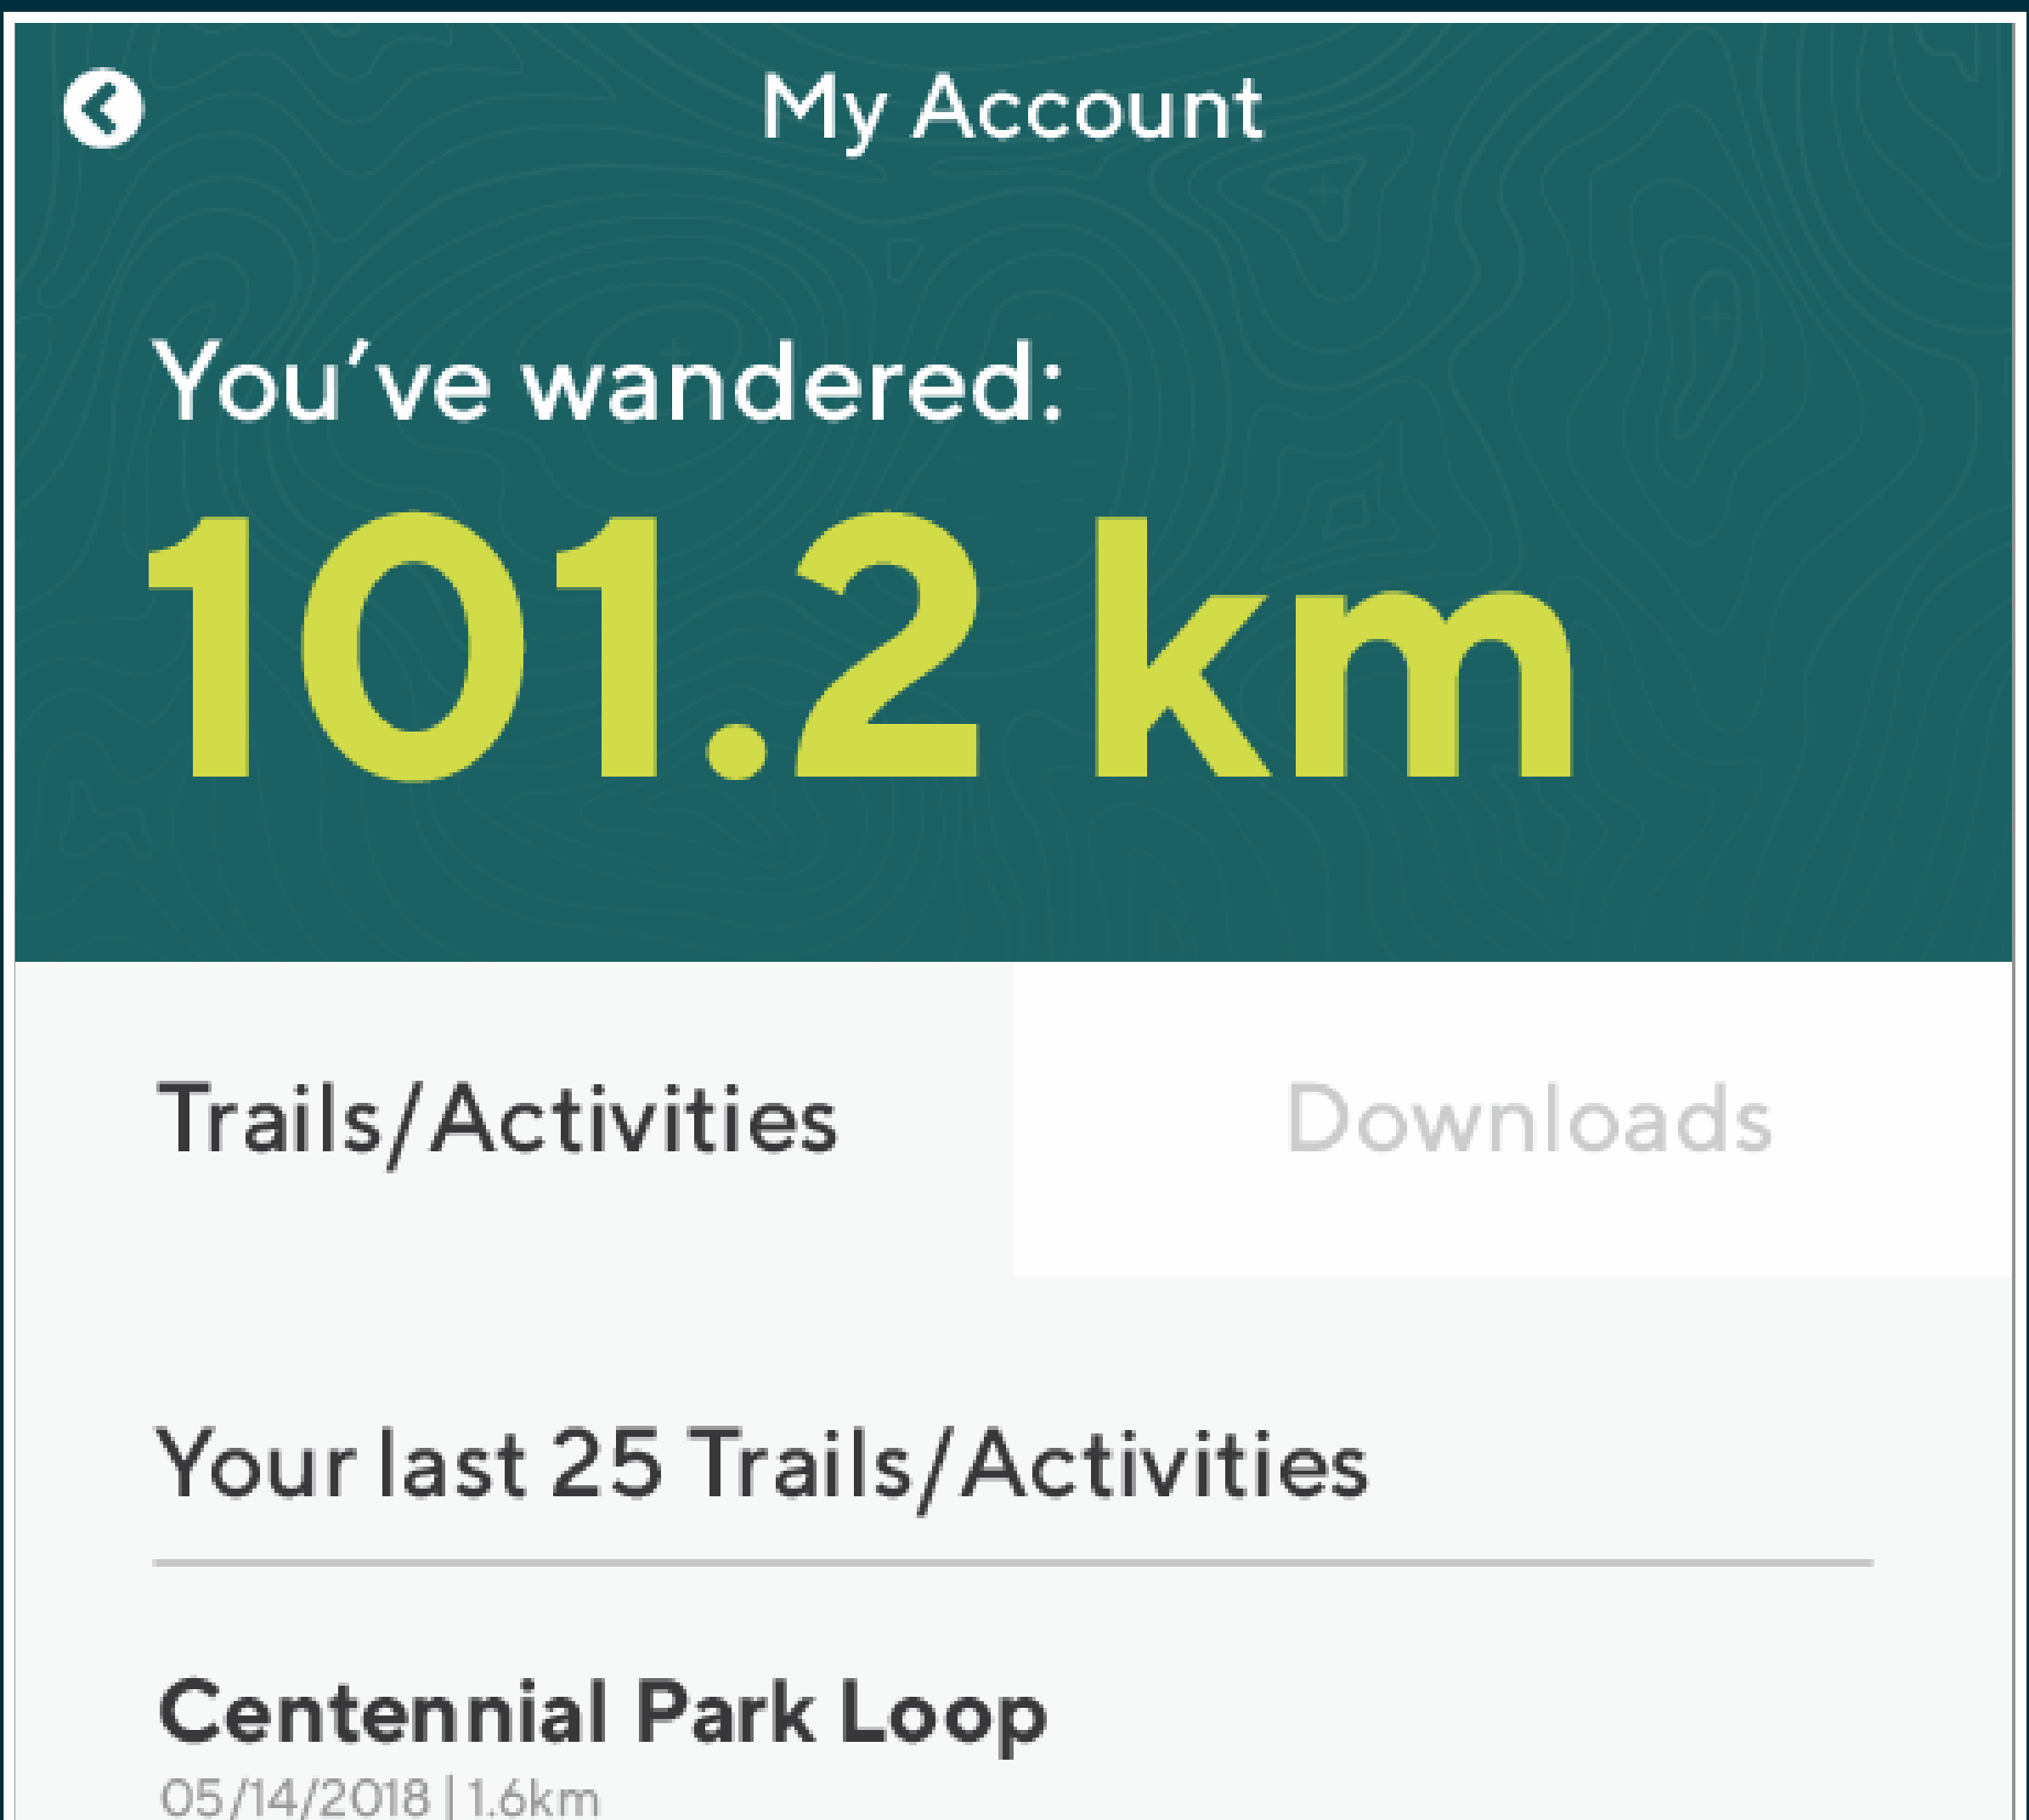 My Account
You've wandered:
101.2 km
Trails/Activities
Downloads
Your last 25 Trails/Activities
Centennial Park Loop
05/14/2018 | 1.6km